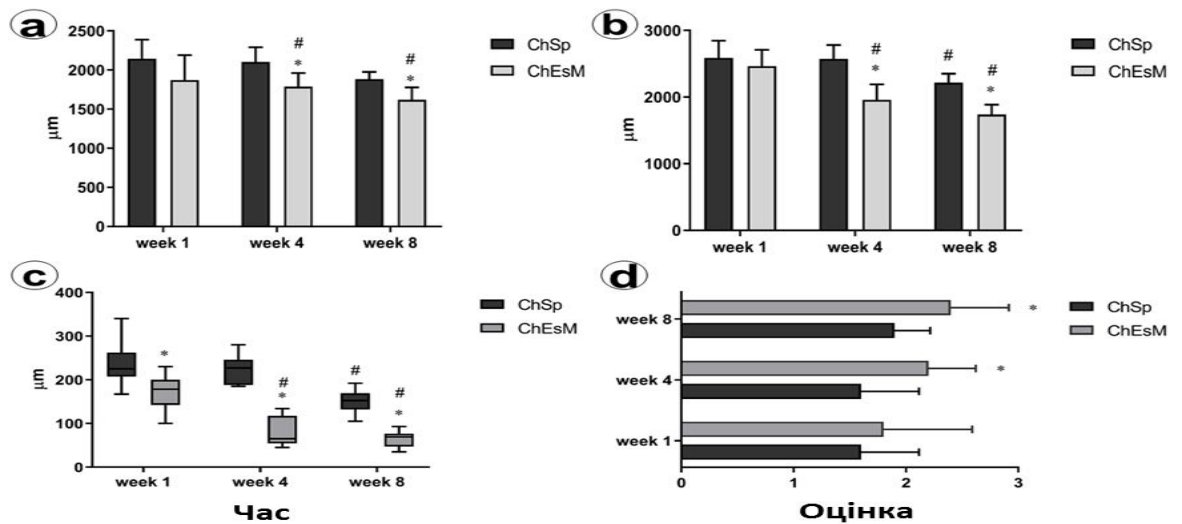 a
2500
2000
1500
1000
500
0
μm
#
*
#
*
week 1
week 4
week 8
ChSp
ChEsM
b
3000
2000
1000
0
μm
#
*
#
#
*
week 1
week 4
week 8
ChSp
ChEsM
c
400
300
200
100
0
μm
*
#
*
#
#
*
week 1
week 4
week 8
Час
ChSp
ChEsM
d
week 8
week 4
week 1
*
*
0
1
2
3
Оцінка
ChSp
ChEsM